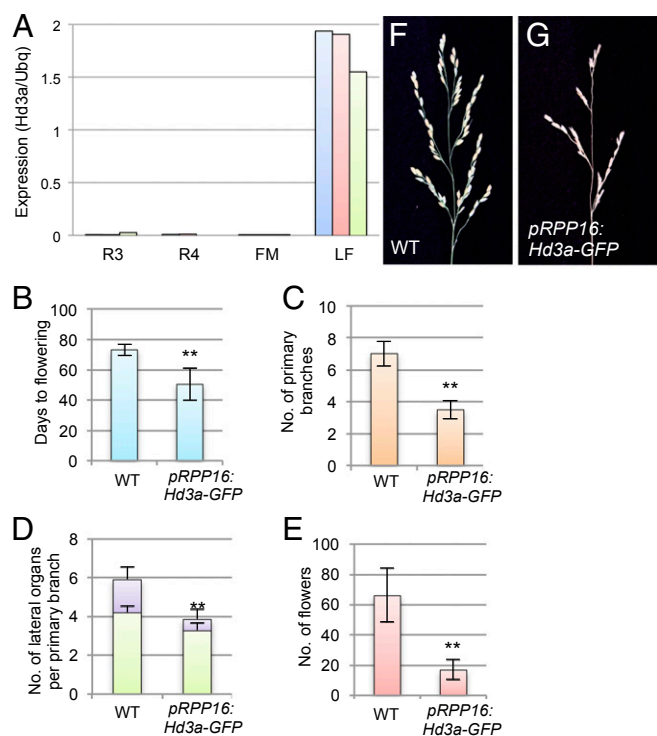 A
Expression (Hd3a/Ubq)
2
1.5
1
0.5
0
R3 R4 FM LF
F
WT
G
pRPP16:
Hd3a-GFP
B
Days to flowering
100
80
60
40
20
0
**
WT
pRPP16:
Hd3a-GFP
C
No. of primary
branches
10
8
6
4
2
0
**
WT
pRPP16:
Hd3a-GFP
D
No. of lateral organs
per primary branch
8
6
4
2
0
**
WT
pRPP16:
Hd3a-GFP
E
No. of flowers
100
80
60
40
20
0
**
WT
pRPP16:
Hd3a-GFP